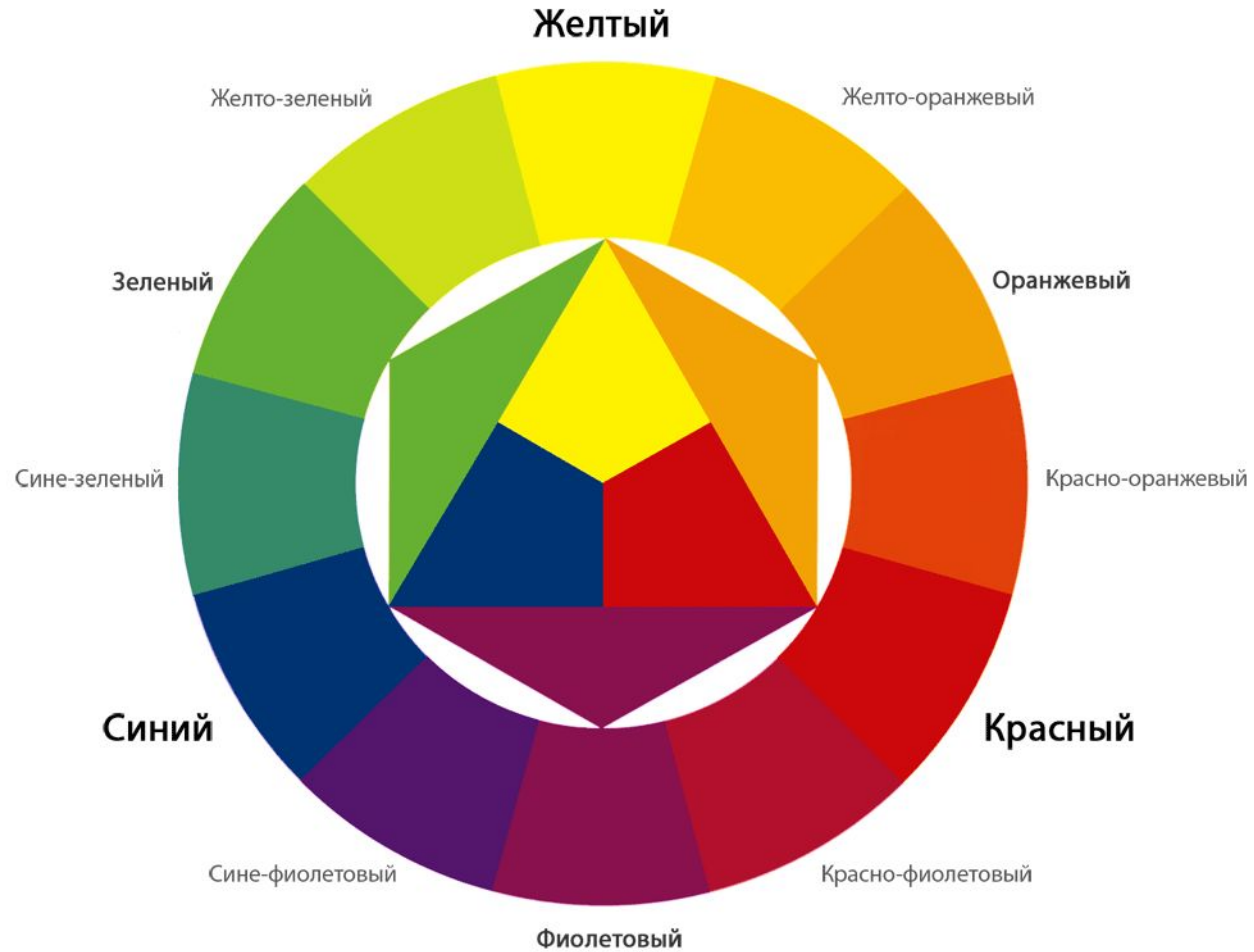 Желтый
Желто-зеленый
Желто-оранжевый
Зеленый
Оранжевый
Сине-зеленый
Красно-оранжевый
Синий
Красный
Сине-фиолетовый
Красно-фиолетовый
Фиолетовый